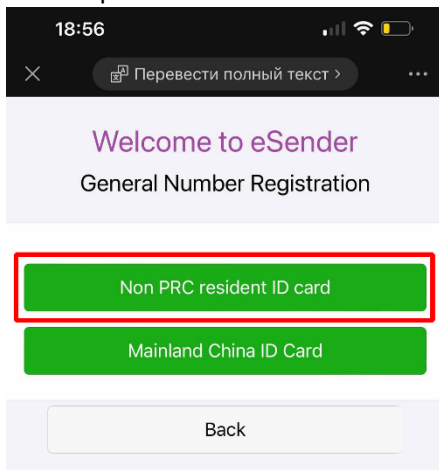 18:56
Перевести полный текст >
Welcome to eSender
General Number Registration
Non PRC resident ID card
Mainland China ID Card
Back